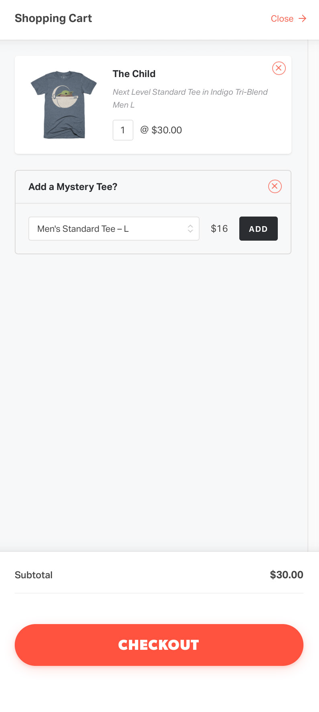 Shopping Cart
Close →
The Child
Next Level Standard Tee in Indigo Tri-Blend
Men L
1 @ $30.00
Add a Mystery Tee?
Men's Standard Tee – L $16 ADD
Subtotal $30.00
CHECKOUT